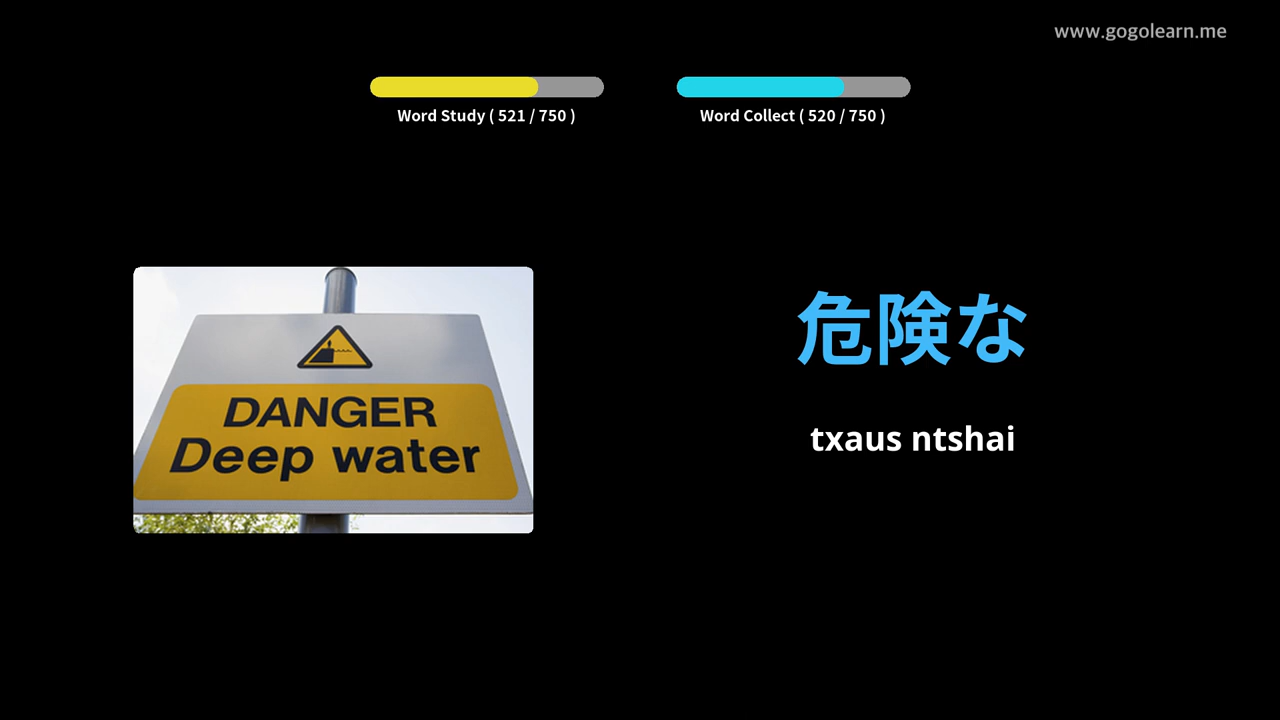 www.gogolearn.me
Word Study ( 521 / 750 )
Word Collect ( 520 / 750 )
DANGER
Deep water
危険な
txaus ntshai